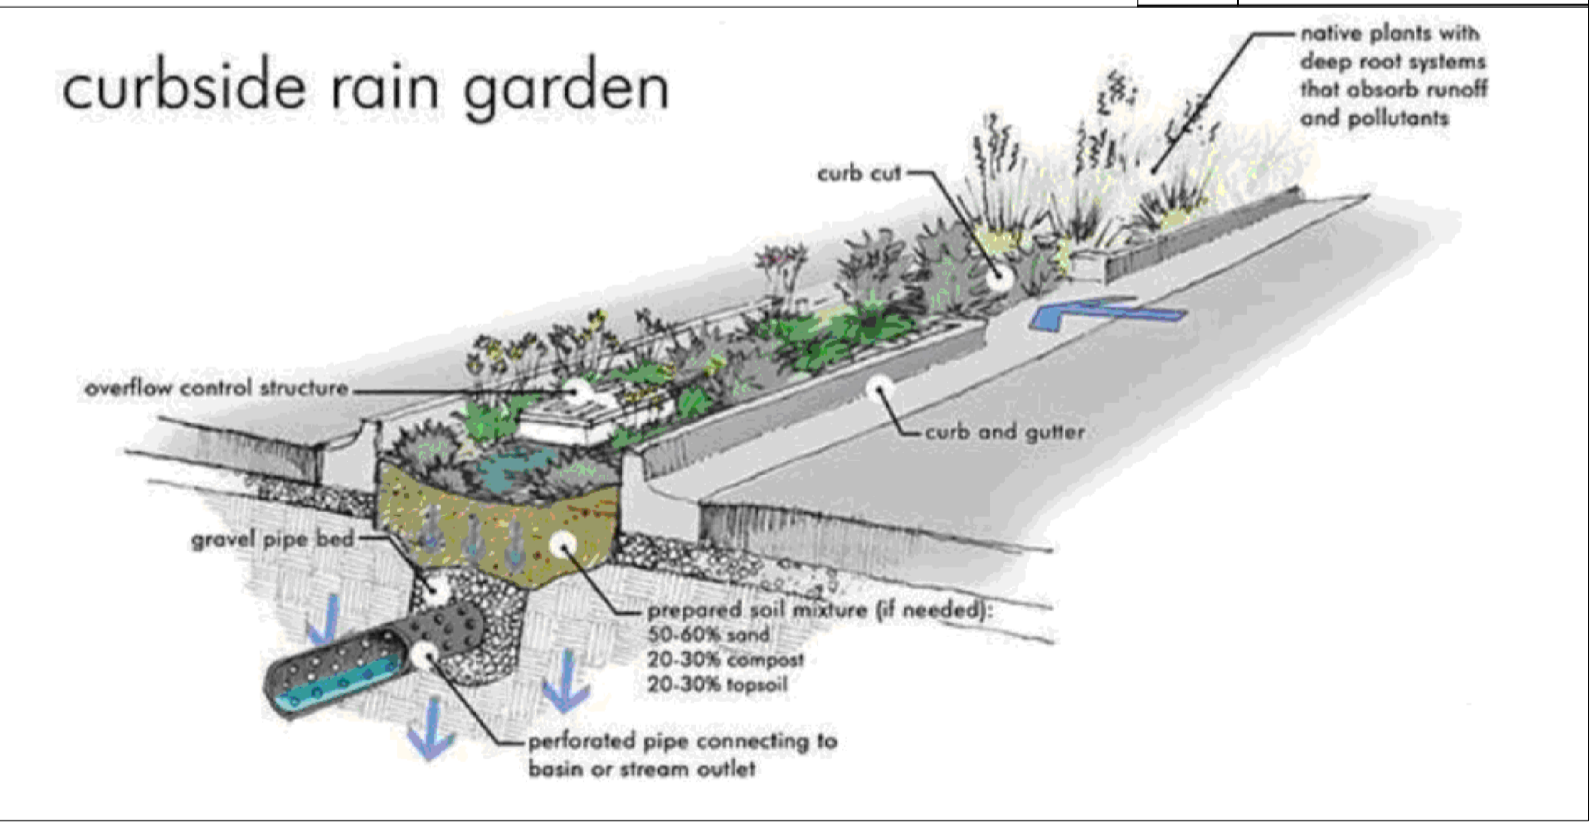 curbside rain garden
native plants with
deep root systems
that absorb runoff
and pollutants
curb cut
overflow control structure
curb and gutter
gravel pipe bed
prepared soil mixture (if needed):
50-60% sand
20-30% compost
20-30% topsoil
perforated pipe connecting to
basin or stream outlet